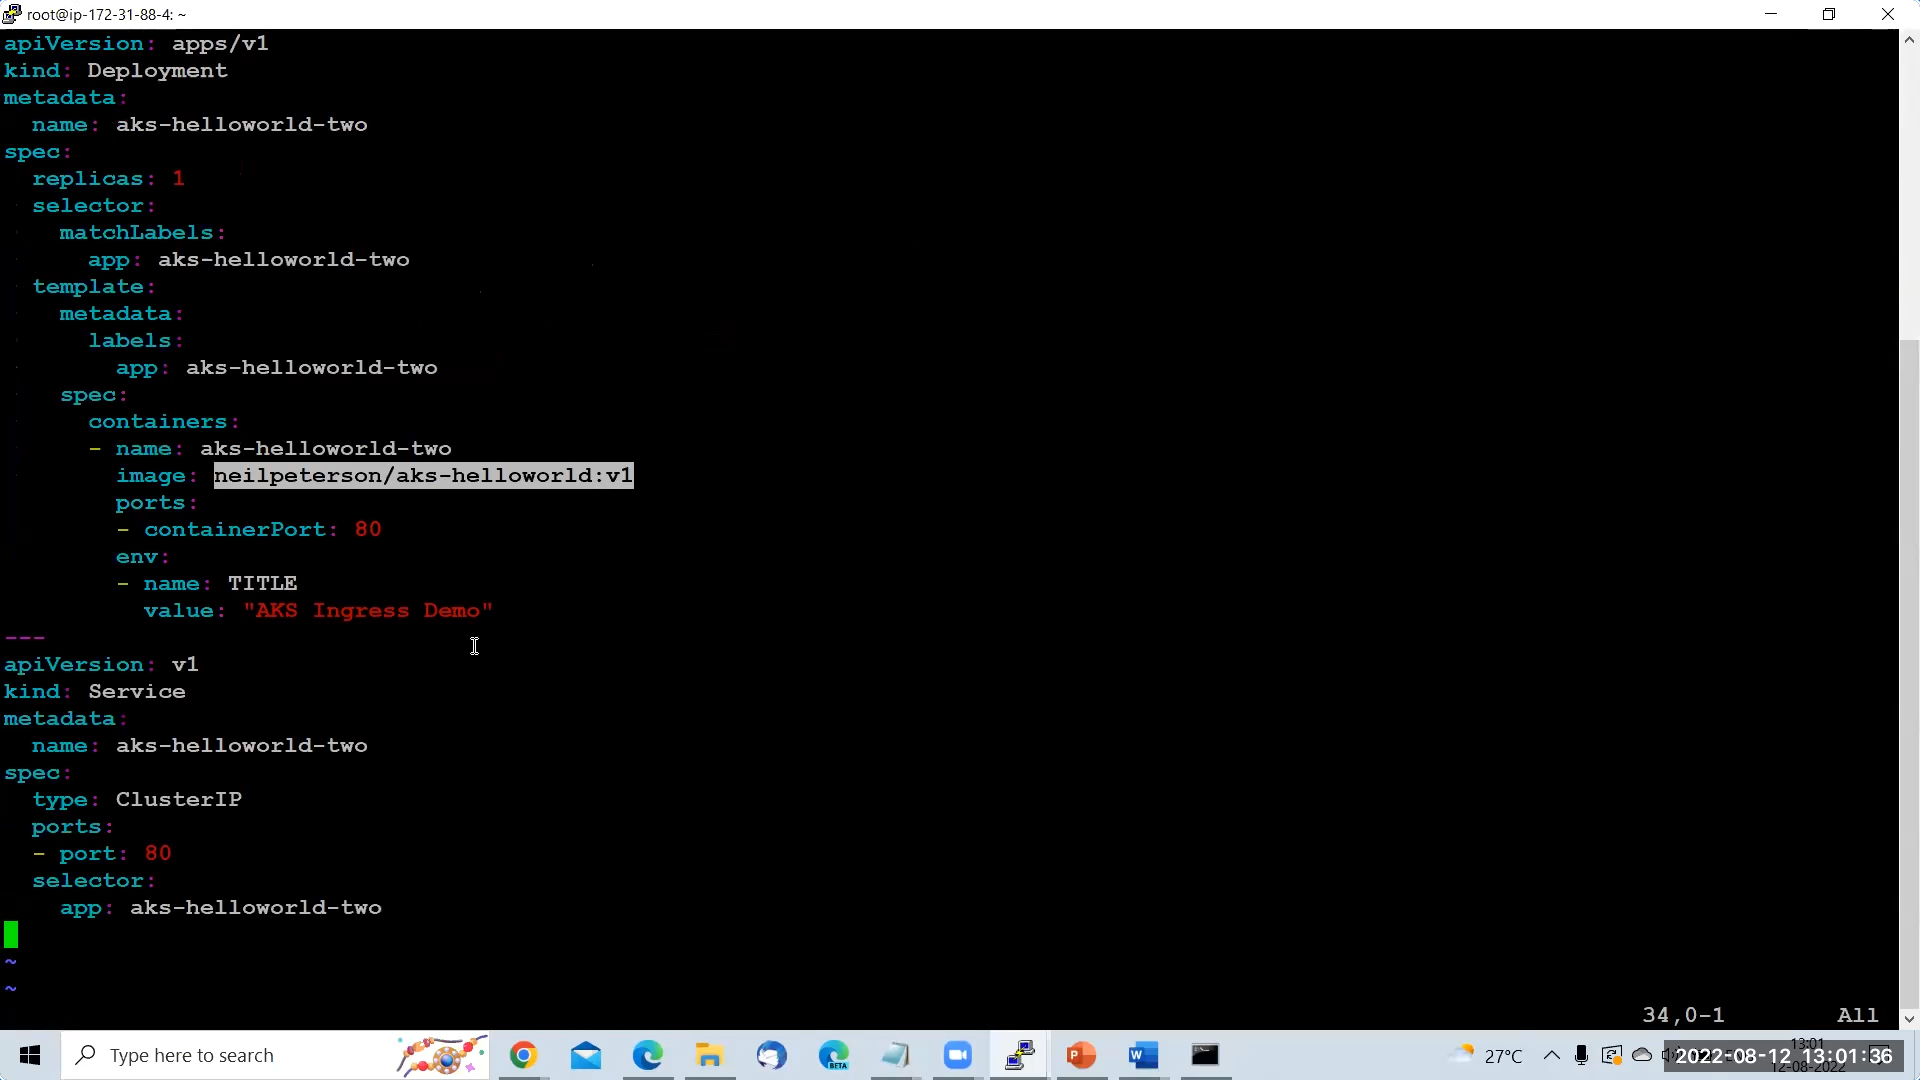 root@ip-172-31-88-4: ~
apiVersion: apps/v1
kind: Deployment
metadata:
  name: aks-helloworld-two
spec:
  replicas: 1
  selector:
    matchLabels:
      app: aks-helloworld-two
  template:
    metadata:
      labels:
        app: aks-helloworld-two
    spec:
      containers:
      - name: aks-helloworld-two
        image: neilpeterson/aks-helloworld:v1
        ports:
        - containerPort: 80
        env:
        - name: TITLE
          value: "AKS Ingress Demo"
---
apiVersion: v1
kind: Service
metadata:
  name: aks-helloworld-two
spec:
  type: ClusterIP
  ports:
  - port: 80
  selector:
    app: aks-helloworld-two
~
~
34,0-1 All
Type here to search
BETA
27°C
13:01
2022-08-12 13:01:36
12-08-2022